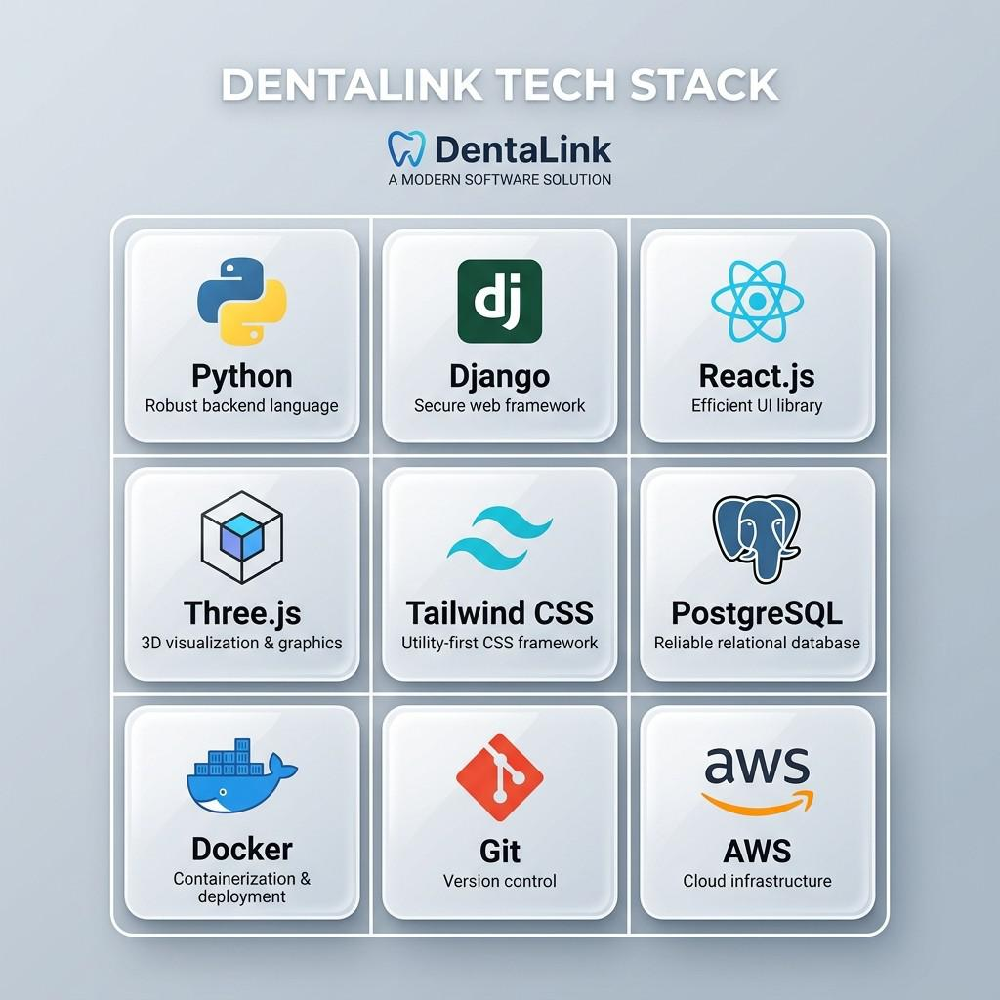 DENTALINK TECH STACK
DentaLink
A MODERN SOFTWARE SOLUTION
Python
Robust backend language
dj
Django
Secure web framework
React.js
Efficient UI library
Three.js
3D visualization & graphics
Tailwind CSS
Utility-first CSS framework
PostgreSQL
Reliable relational database
Docker
Containerization &
deployment
Git
Version control
aws
AWS
Cloud infrastructure